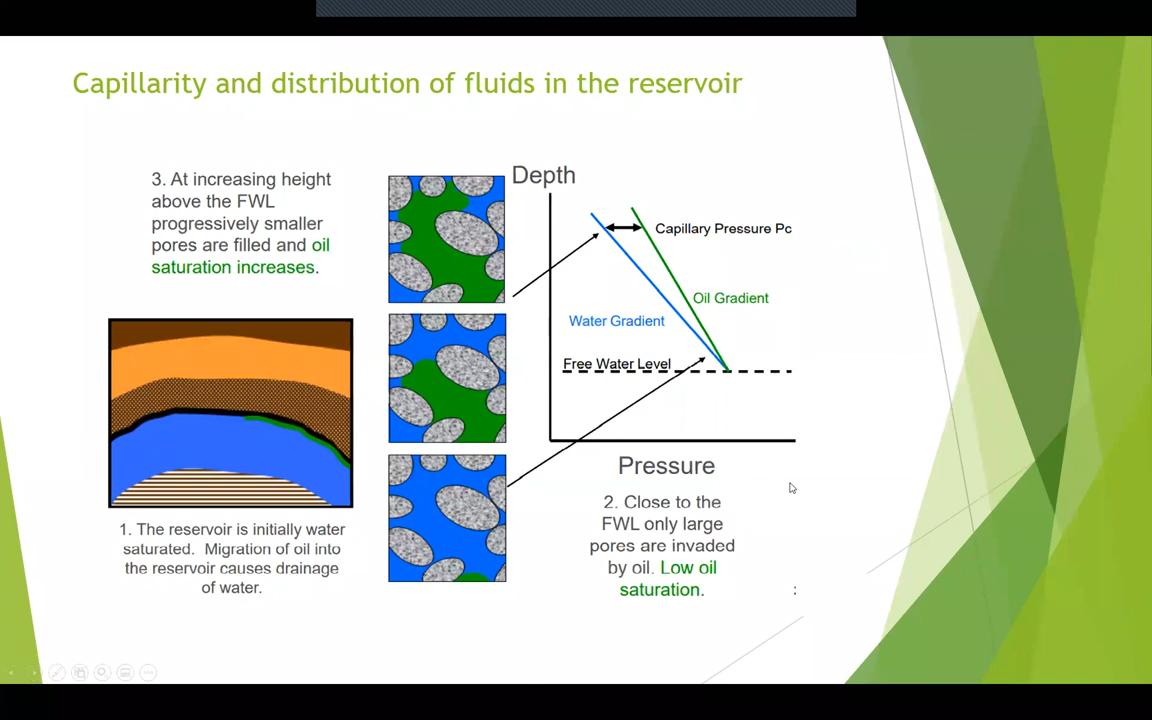 Capillarity and distribution of fluids in the reservoir
3. At increasing height
above the FWL
progressively smaller
pores are filled and oil
saturation increases.
Depth
Capillary Pressure Pc
Oil Gradient
Water Gradient
Free Water Level
Pressure
1. The reservoir is initially water
saturated. Migration of oil into
the reservoir causes drainage
of water.
2. Close to the
FWL only large
pores are invaded
by oil. Low oil
saturation.
: